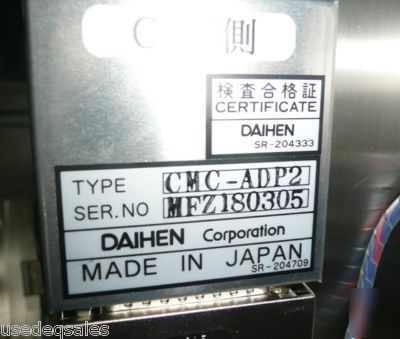 側
検査合格証
CERTIFICATE
DAIHEN
SR-204333
TYPE CMC-ADP2
SER.NO MFZ180305
DAIHEN Corporation
MADE IN JAPAN
SR-204709
usedeqsales